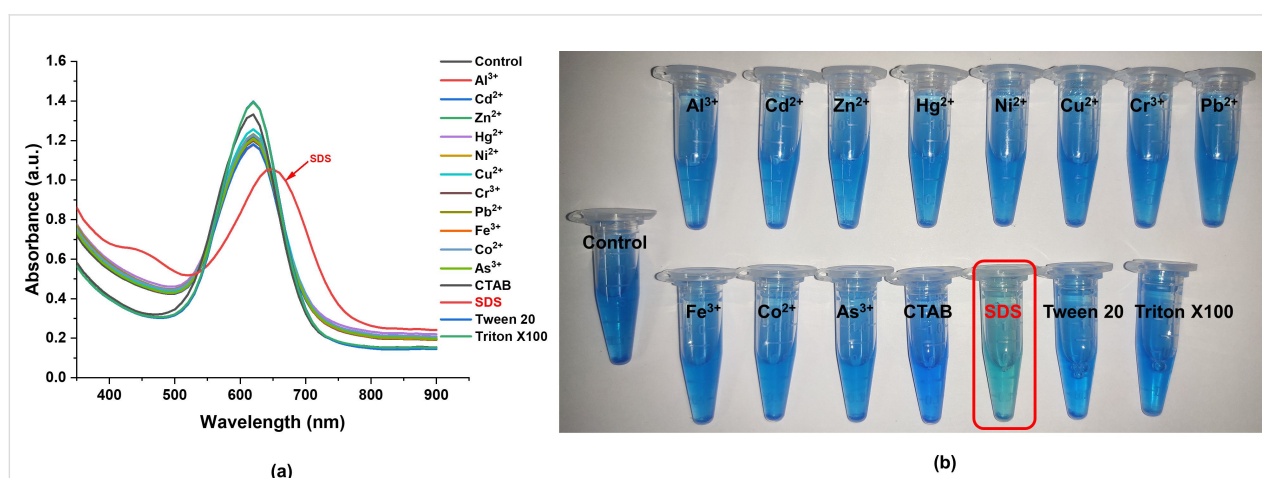 1.6
1.4
1.2
1.0
0.8
0.6
0.4
0.2
0.0
Absorbance (a.u.)
400 500 600 700 800 900
Wavelength (nm)
SDS
Control
Al³⁺
Cd²⁺
Zn²⁺
Hg²⁺
Ni²⁺
Cu²⁺
Cr³⁺
Pb²⁺
Fe³⁺
Co²⁺
As³⁺
CTAB
SDS
Tween 20
Triton X100
(a)
Al³⁺ Cd²⁺ Zn²⁺ Hg²⁺ Ni²⁺ Cu²⁺ Cr³⁺ Pb²⁺
Control
Fe³⁺ Co²⁺ As³⁺ CTAB SDS Tween 20 Triton X100
(b)